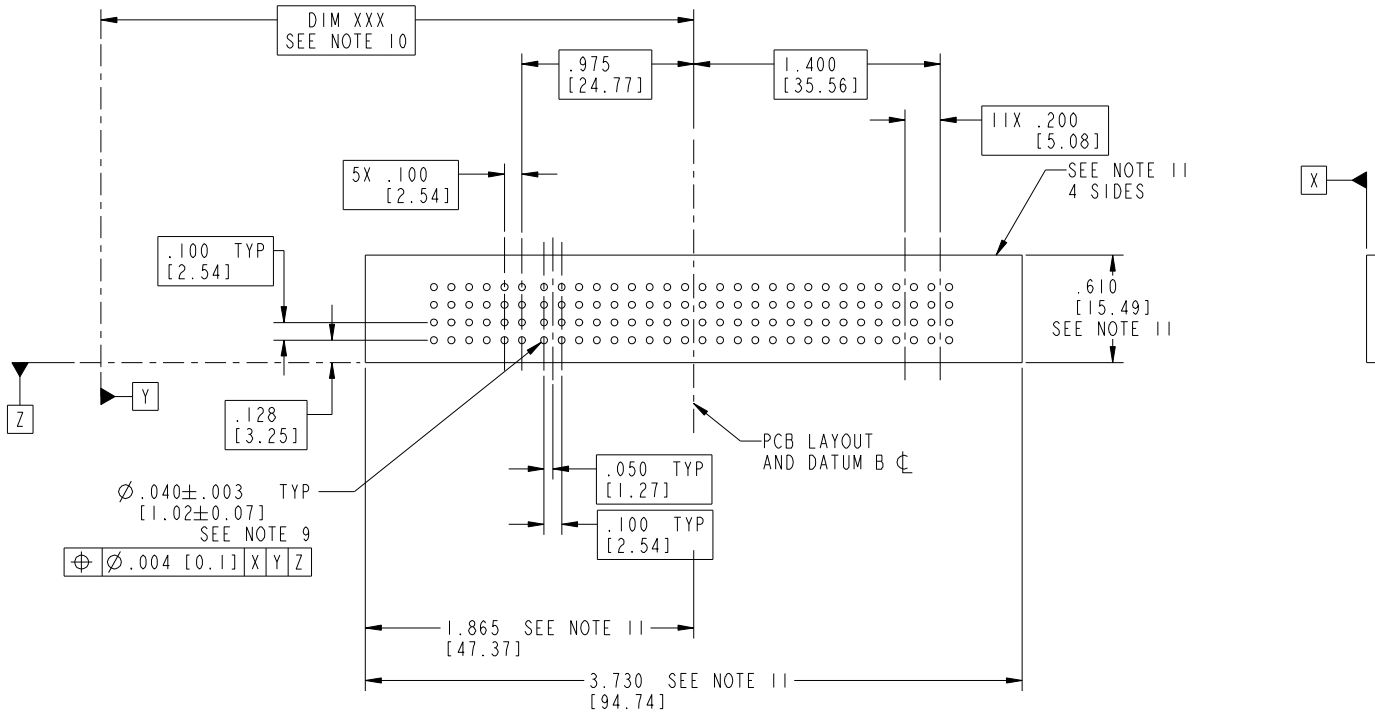 DIM XXX
SEE NOTE 10
.975
[24.77]
1.400
[35.56]
11X .200
[5.08]
5X .100
[2.54]
SEE NOTE 11
4 SIDES
X
.100 TYP
[2.54]
.610
[15.49]
SEE NOTE 11
Y
Z
.128
[3.25]
PCB LAYOUT
AND DATUM B ℄
.050 TYP
[1.27]
Ø.040±.003 TYP
[1.02±0.07]
SEE NOTE 9
.100 TYP
[2.54]
⌖ Ø.004 [0.1] X Y Z
1.865 SEE NOTE 11
[47.37]
3.730 SEE NOTE 11
[94.74]